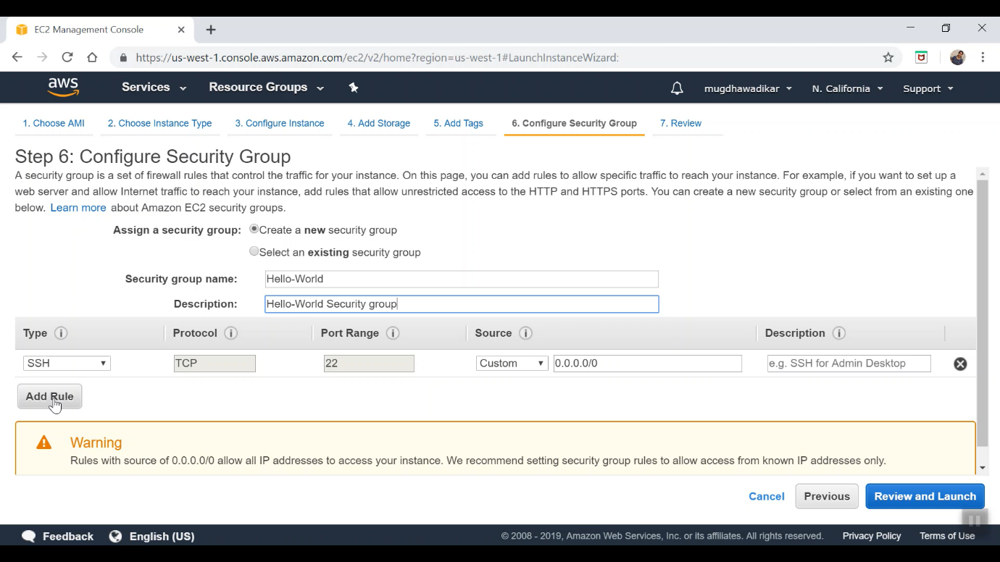 EC2 Management Console
https://us-west-1.console.aws.amazon.com/ec2/v2/home?region=us-west-1#LaunchInstanceWizard:
aws Services Resource Groups mugdhawadikar N. California Support
1. Choose AMI 2. Choose Instance Type 3. Configure Instance 4. Add Storage 5. Add Tags 6. Configure Security Group 7. Review
Step 6: Configure Security Group
A security group is a set of firewall rules that control the traffic for your instance. On this page, you can add rules to allow specific traffic to reach your instance. For example, if you want to set up a
web server and allow Internet traffic to reach your instance, add rules that allow unrestricted access to the HTTP and HTTPS ports. You can create a new security group or select from an existing one
below. Learn more about Amazon EC2 security groups.
Assign a security group: Create a new security group
Select an existing security group
Security group name: Hello-World
Description: Hello-World Security group
Type i Protocol i Port Range i Source i Description i
SSH TCP 22 Custom 0.0.0.0/0 e.g. SSH for Admin Desktop
Add Rule
Warning
Rules with source of 0.0.0.0/0 allow all IP addresses to access your instance. We recommend setting security group rules to allow access from known IP addresses only.
Cancel Previous Review and Launch
Feedback English (US) © 2008 - 2019, Amazon Web Services, Inc. or its affiliates. All rights reserved. Privacy Policy Terms of Use